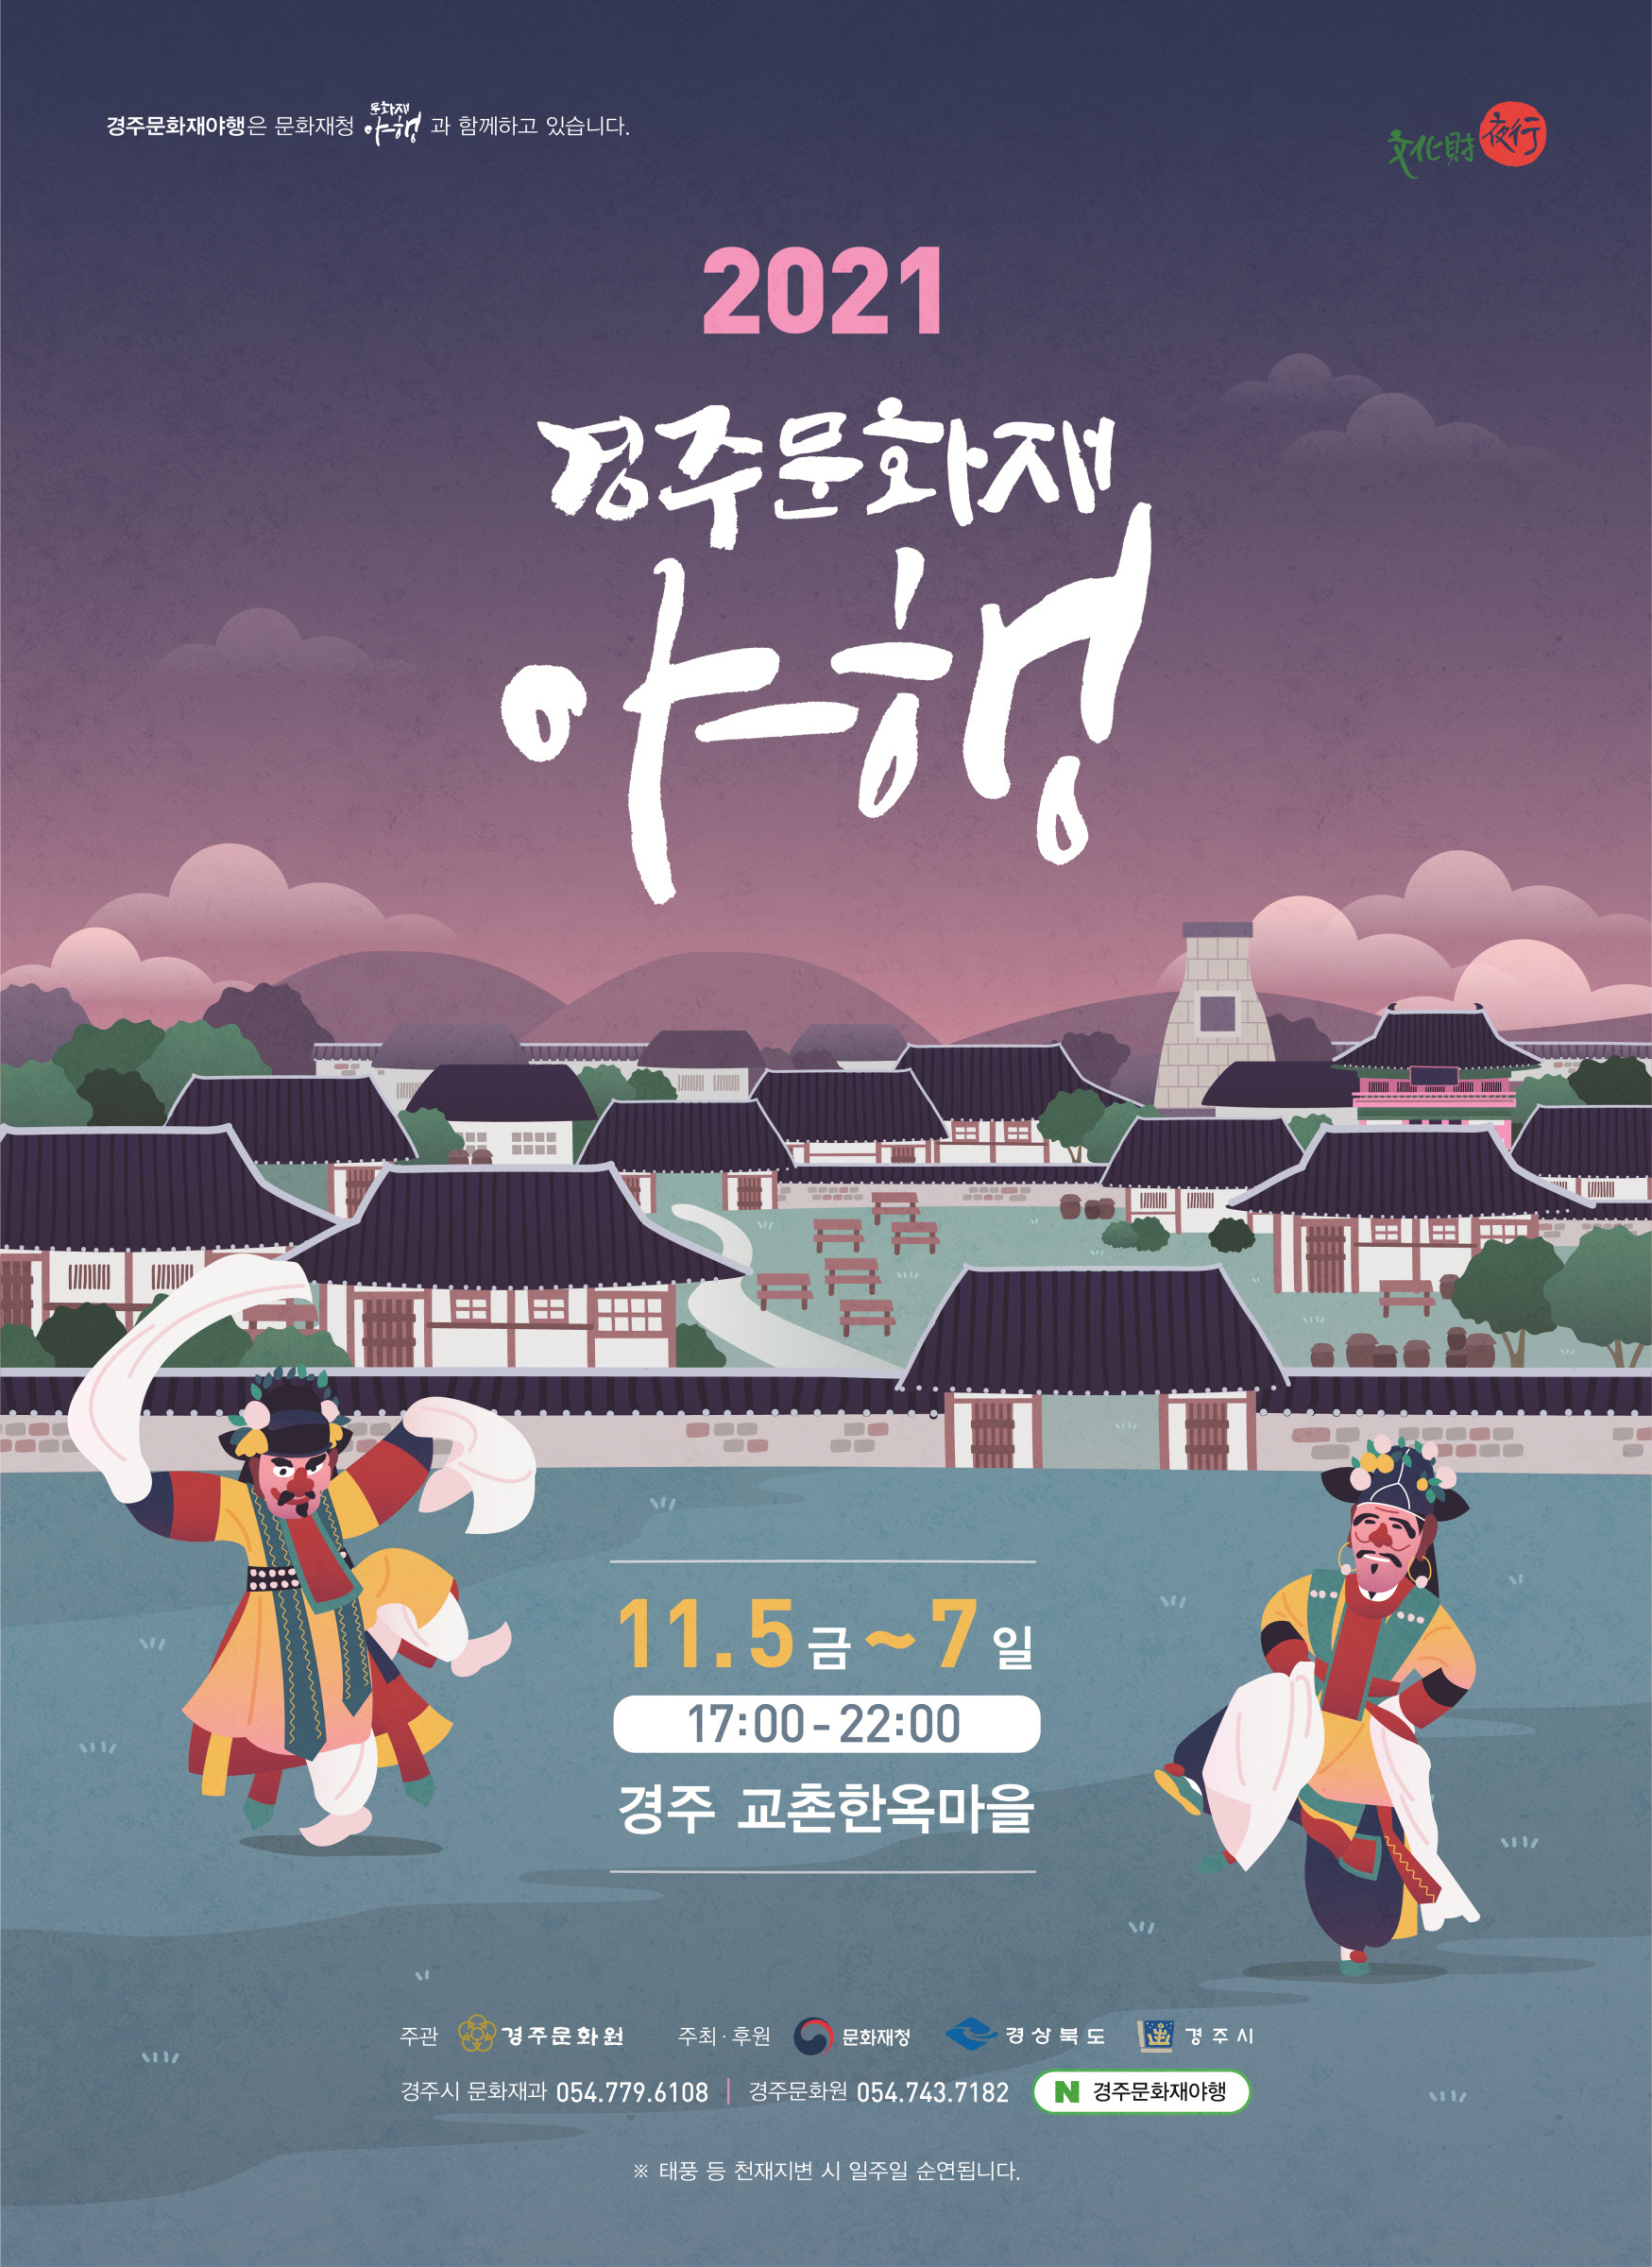 경주문화재야행은 문화재청 문화재야행 과 함께하고 있습니다.
文化財 夜行
2021
경주문화재
야행
11.5 금 ~ 7 일
17:00-22:00
경주 교촌한옥마을
주관 경주문화원 주최·후원 문화재청 경상북도 경주시
경주시 문화재과 054.779.6108 | 경주문화원 054.743.7182 N 경주문화재야행
※ 태풍 등 천재지변 시 일주일 순연됩니다.